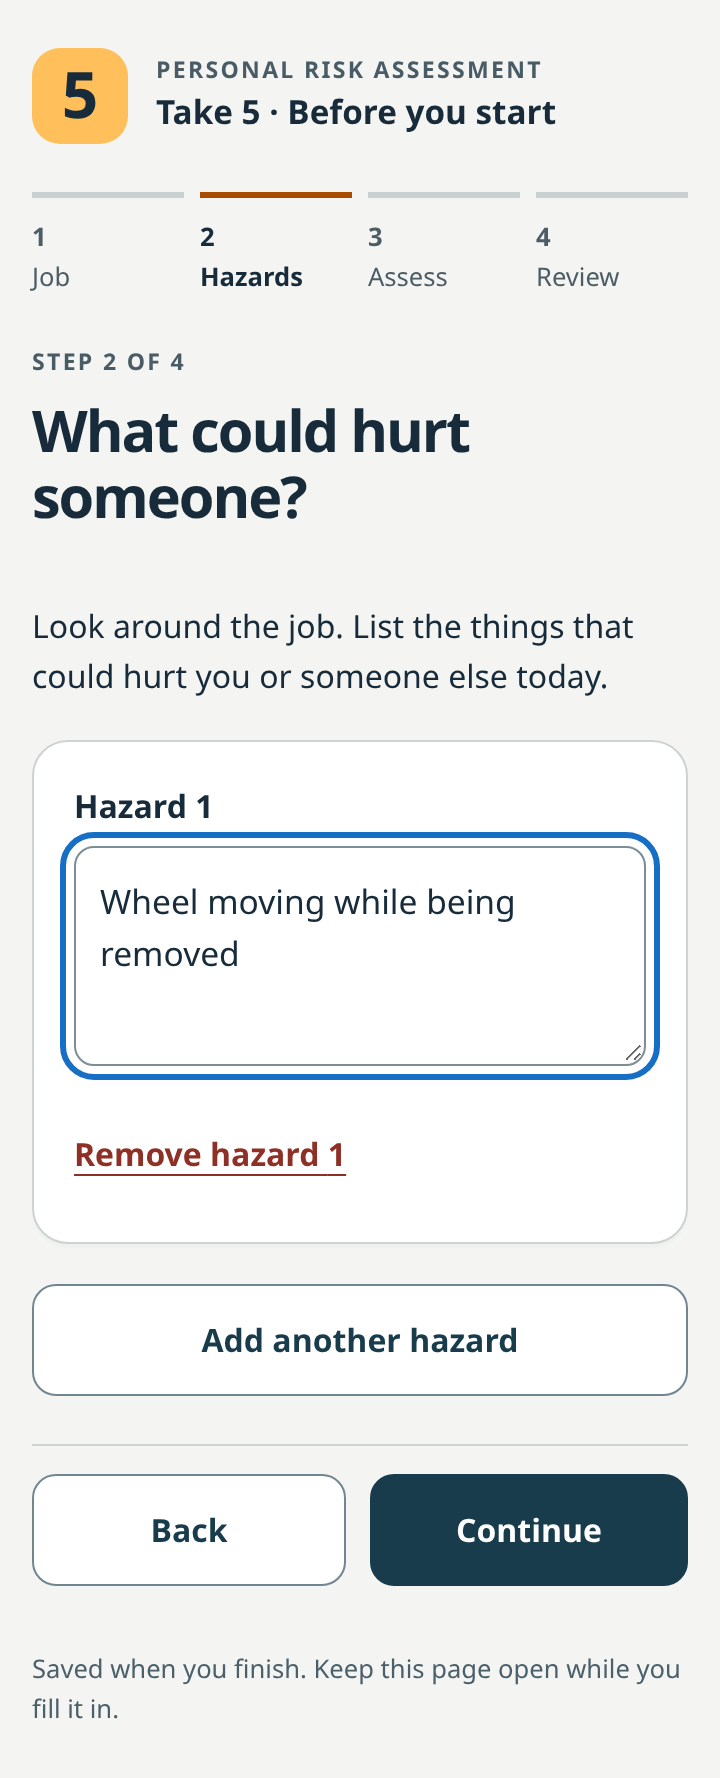 5
PERSONAL RISK ASSESSMENT
Take 5 · Before you start
1
Job
2
Hazards
3
Assess
4
Review
STEP 2 OF 4
What could hurt
someone?
Look around the job. List the things that
could hurt you or someone else today.
Hazard 1
Wheel moving while being
removed
Remove hazard 1
Add another hazard
Back
Continue
Saved when you finish. Keep this page open while you
fill it in.